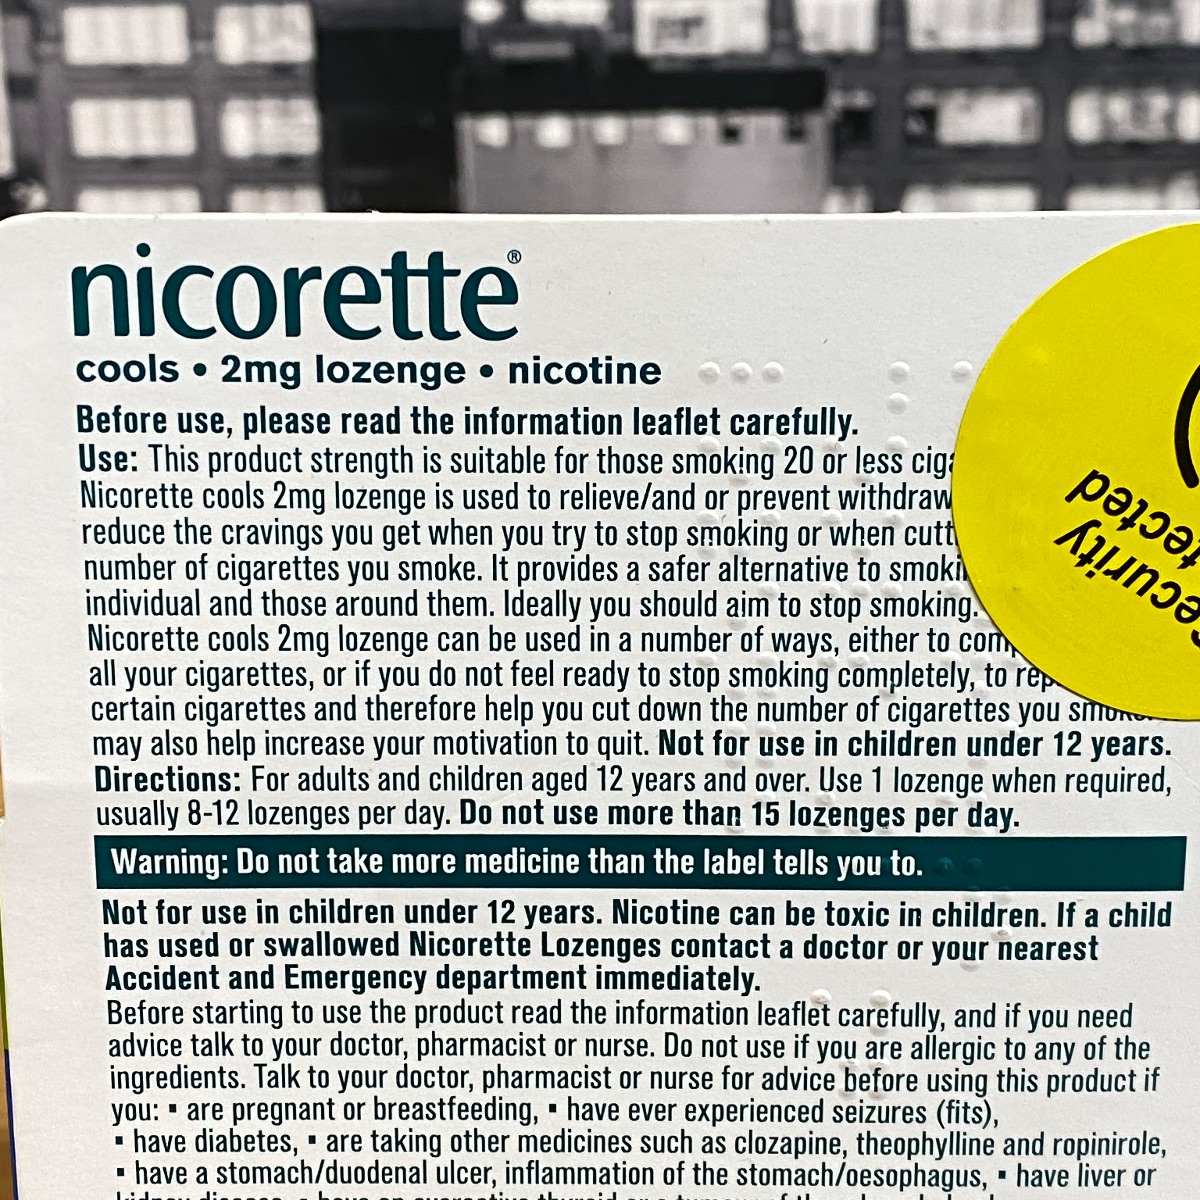 nicorette®
cools • 2mg lozenge • nicotine
Before use, please read the information leaflet carefully.
Use: This product strength is suitable for those smoking 20 or less
Nicorette cools 2mg lozenge is used to relieve/and or prevent
reduce the cravings you get when you try to stop smoking or when
number of cigarettes you smoke. It provides a safer alternative to
individual and those around them. Ideally you should aim to stop smoking.
Nicorette cools 2mg lozenge can be used in a number of ways, either to
all your cigarettes, or if you do not feel ready to stop smoking completely, to
certain cigarettes and therefore help you cut down the number of cigarettes you
may also help increase your motivation to quit. Not for use in children under 12 years.
Directions: For adults and children aged 12 years and over. Use 1 lozenge when required,
usually 8-12 lozenges per day. Do not use more than 15 lozenges per day.
Warning: Do not take more medicine than the label tells you to.
Not for use in children under 12 years. Nicotine can be toxic in children. If a child
has used or swallowed Nicorette Lozenges contact a doctor or your nearest
Accident and Emergency department immediately.
Before starting to use the product read the information leaflet carefully, and if you need
advice talk to your doctor, pharmacist or nurse. Do not use if you are allergic to any of the
ingredients. Talk to your doctor, pharmacist or nurse for advice before using this product if
you: ▪ are pregnant or breastfeeding, ▪ have ever experienced seizures (fits),
▪ have diabetes, ▪ are taking other medicines such as clozapine, theophylline and ropinirole,
▪ have a stomach/duodenal ulcer, inflammation of the stomach/oesophagus, ▪ have liver or